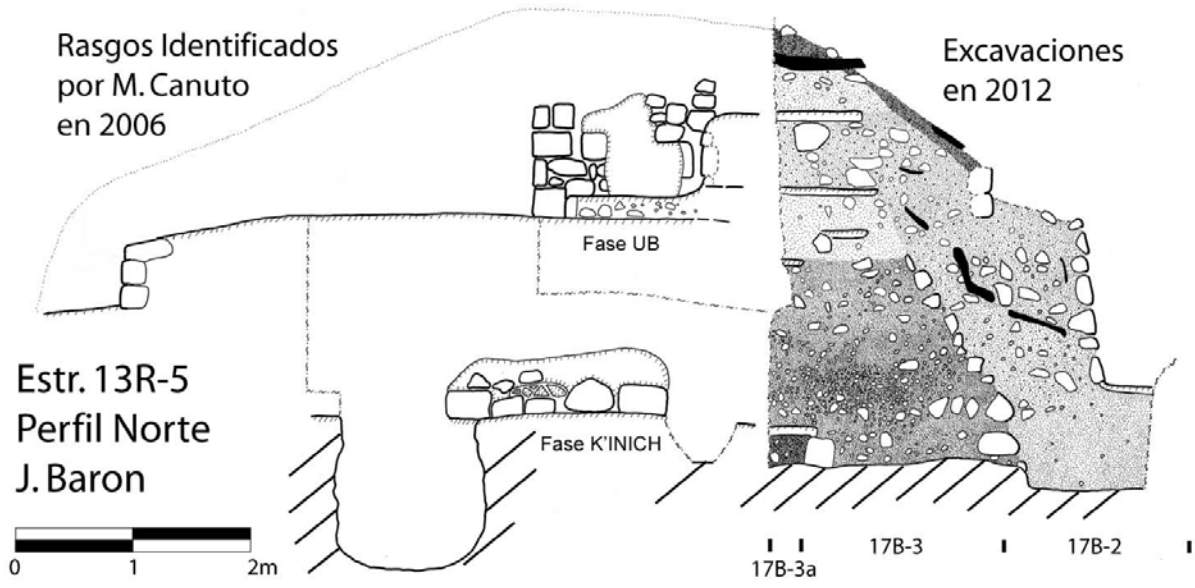 Rasgos Identificados
por M. Canuto
en 2006
Excavaciones
en 2012
Fase UB
Estr. 13R-5
Perfil Norte
J. Baron
Fase K'INICH
0 1 2m
17B-3a
17B-3
17B-2